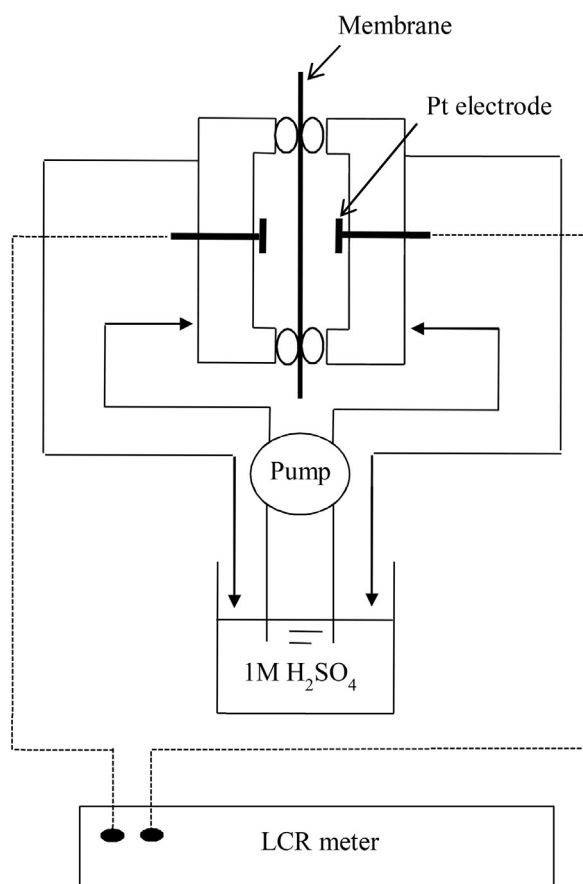 Membrane
Pt electrode
Pump
1M H₂SO₄
LCR meter